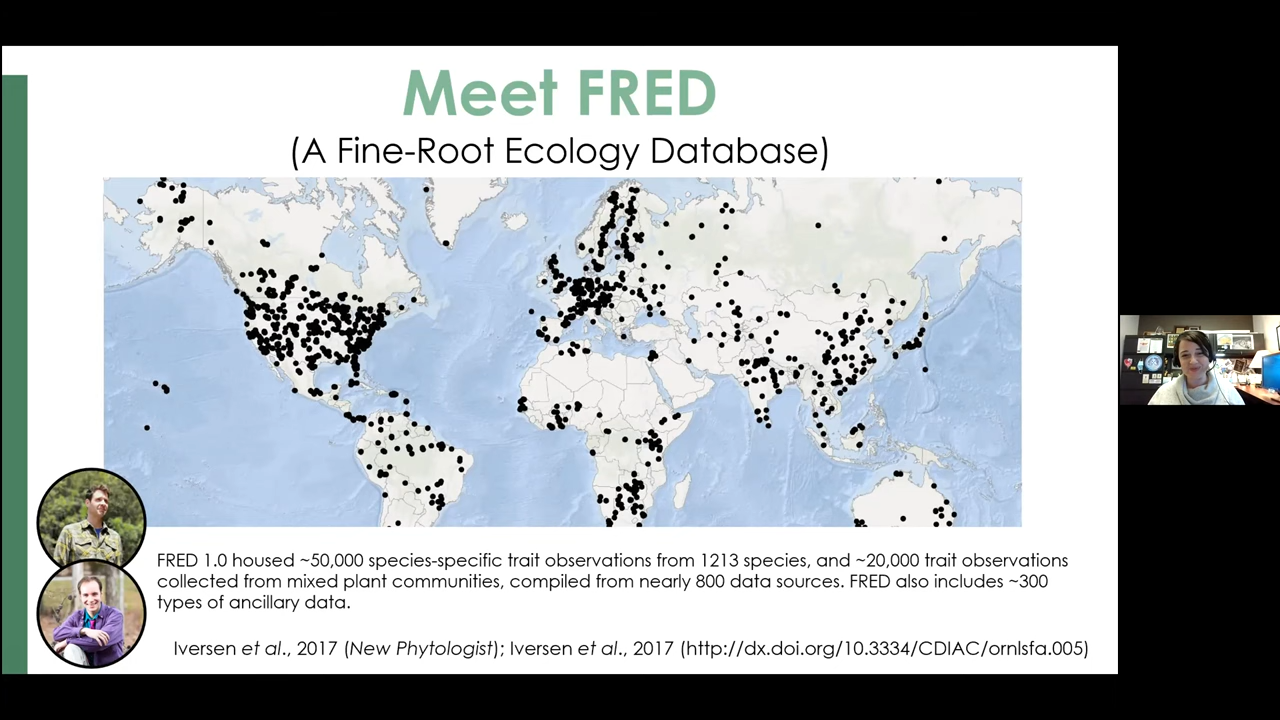 Meet FRED
(A Fine-Root Ecology Database)
FRED 1.0 housed ~50,000 species-specific trait observations from 1213 species, and ~20,000 trait observations
collected from mixed plant communities, compiled from nearly 800 data sources. FRED also includes ~300
types of ancillary data.
Iversen et al., 2017 (New Phytologist); Iversen et al., 2017 (http://dx.doi.org/10.3334/CDIAC/ornlsfa.005)